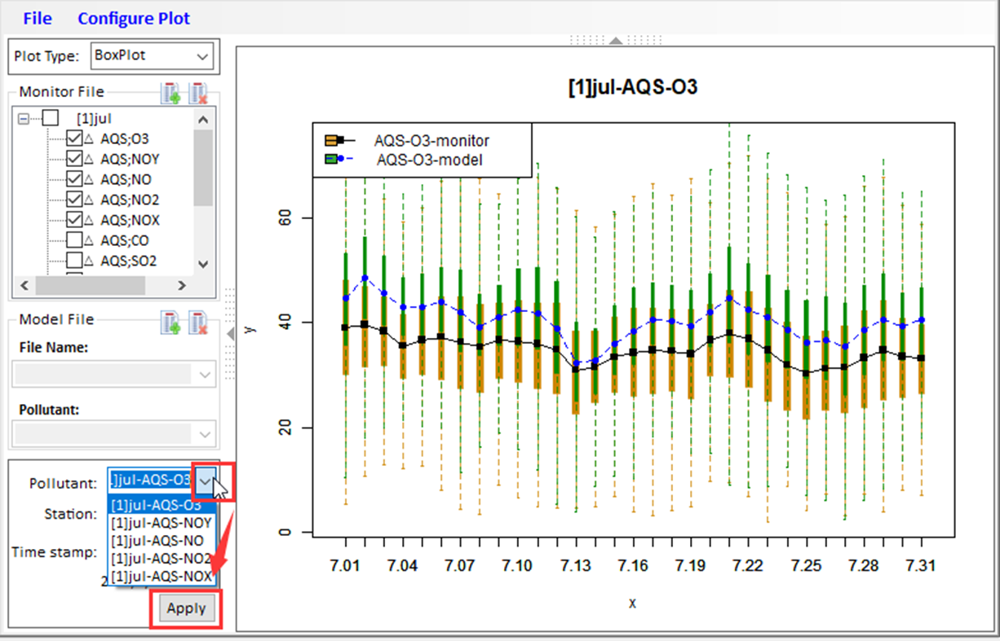 File Configure Plot
Plot Type: BoxPlot
Monitor File
[1]jul
AQS;O3
AQS;NOY
AQS;NO
AQS;NO2
AQS;NOX
AQS;CO
AQS;SO2
Model File
File Name:
Pollutant:
Pollutant: .]jul-AQS-O3
[1]jul-AQS-O3
Station:
[1]jul-AQS-NOY
[1]jul-AQS-NO
Time stamp:
[1]jul-AQS-NO2
[1]jul-AQS-NOX
Apply
[1]jul-AQS-O3
AQS-O3-monitor
AQS-O3-model
60
40
20
0
y
7.01 7.04 7.07 7.10 7.13 7.16 7.19 7.22 7.25 7.28 7.31
x